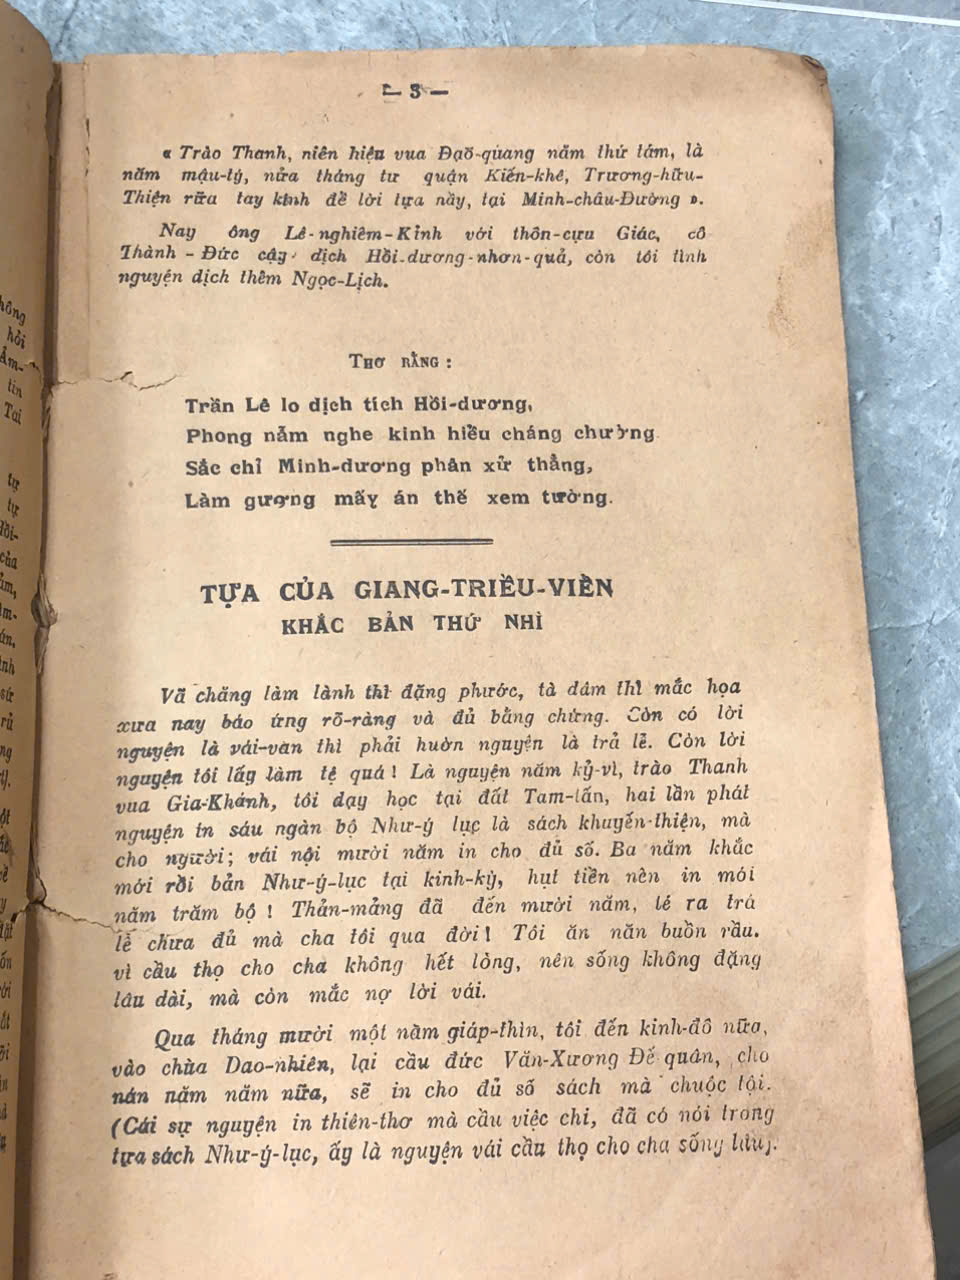 — 3 —
« Trào Thanh, niên hiệu vua Đạo-quang năm thứ tám, là
năm mậu-tý, nửa tháng tư quận Kiến-khê, Trương-hữu-
Thiện rữa tay kính đề lời tựa nầy, tại Minh-châu-Đường ».
Nay ông Lê-nghiêm-Kỉnh với thôn-cựu Giác, cô
Thành-Đức cậy dịch Hồi-dương-nhơn-quả, còn tôi tình
nguyện dịch thêm Ngọc-Lịch.
THƠ RẰNG :
Trần Lê lo dịch tích Hồi-dương,
Phong nẫm nghe kinh hiểu cháng chường
Sắc chỉ Minh-dương phân xử thẳng,
Làm gương mấy án thế xem tường.
TỰA CỦA GIANG-TRIỀU-VIÊN
KHẮC BẢN THỨ NHÌ
Vã chăng làm lành thì đặng phước, tà dâm thì mắc họa
xưa nay báo ứng rõ-ràng và đủ bằng chứng. Còn có lời
nguyện là vái-van thì phải huờn nguyện là trả lễ. Còn lời
nguyện tôi lấy làm tệ quá ! Là nguyện năm kỷ-vì, trào Thanh
vua Gia-Khánh, tôi dạy học tại đất Tam-tấn, hai lần phát
nguyện in sáu ngàn bộ Như-ý lục là sách khuyến-thiện, mà
cho người ; vái nội mười năm in cho đủ số. Ba năm khắc
mới rồi bản Như-ý-lục tại kinh-kỳ, hụt tiền nên in mói
năm trăm bộ ! Thản-mảng đã đến mười năm, lé ra trả
lễ chưa đủ mà cha tôi qua đời ! Tôi ăn năn buồn rầu.
vì cầu thọ cho cha không hết lòng, nên sống không đặng
lâu dài, mà còn mắc nợ lời vái.
Qua tháng mười một năm giáp-thìn, tôi đến kinh-đô nữa,
vào chùa Dao-nhiên, lại cầu đức Văn-Xương Đế quân, cho
nán năm năm nữa, sẽ in cho đủ số sách mà chuộc tội.
(Cái sự nguyện in thiên-thơ mà cầu việc chi, đã có nói trong
tựa sách Như-ý-lục, ấy là nguyện vái cầu thọ cho cha sống lâu).